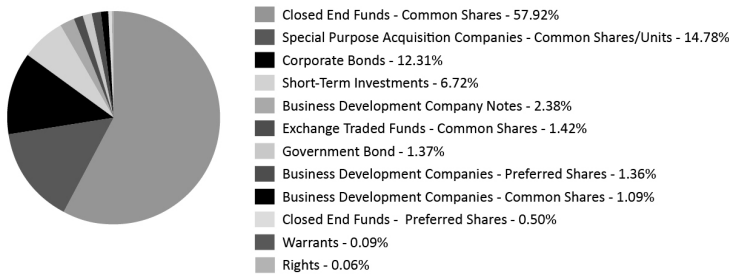 Closed End Funds - Common Shares - 57.92%
Special Purpose Acquisition Companies - Common Shares/Units - 14.78%
Corporate Bonds - 12.31%
Short-Term Investments - 6.72%
Business Development Company Notes - 2.38%
Exchange Traded Funds - Common Shares - 1.42%
Government Bond - 1.37%
Business Development Companies - Preferred Shares - 1.36%
Business Development Companies - Common Shares - 1.09%
Closed End Funds -  Preferred Shares - 0.50%
Warrants - 0.09%
Rights - 0.06%